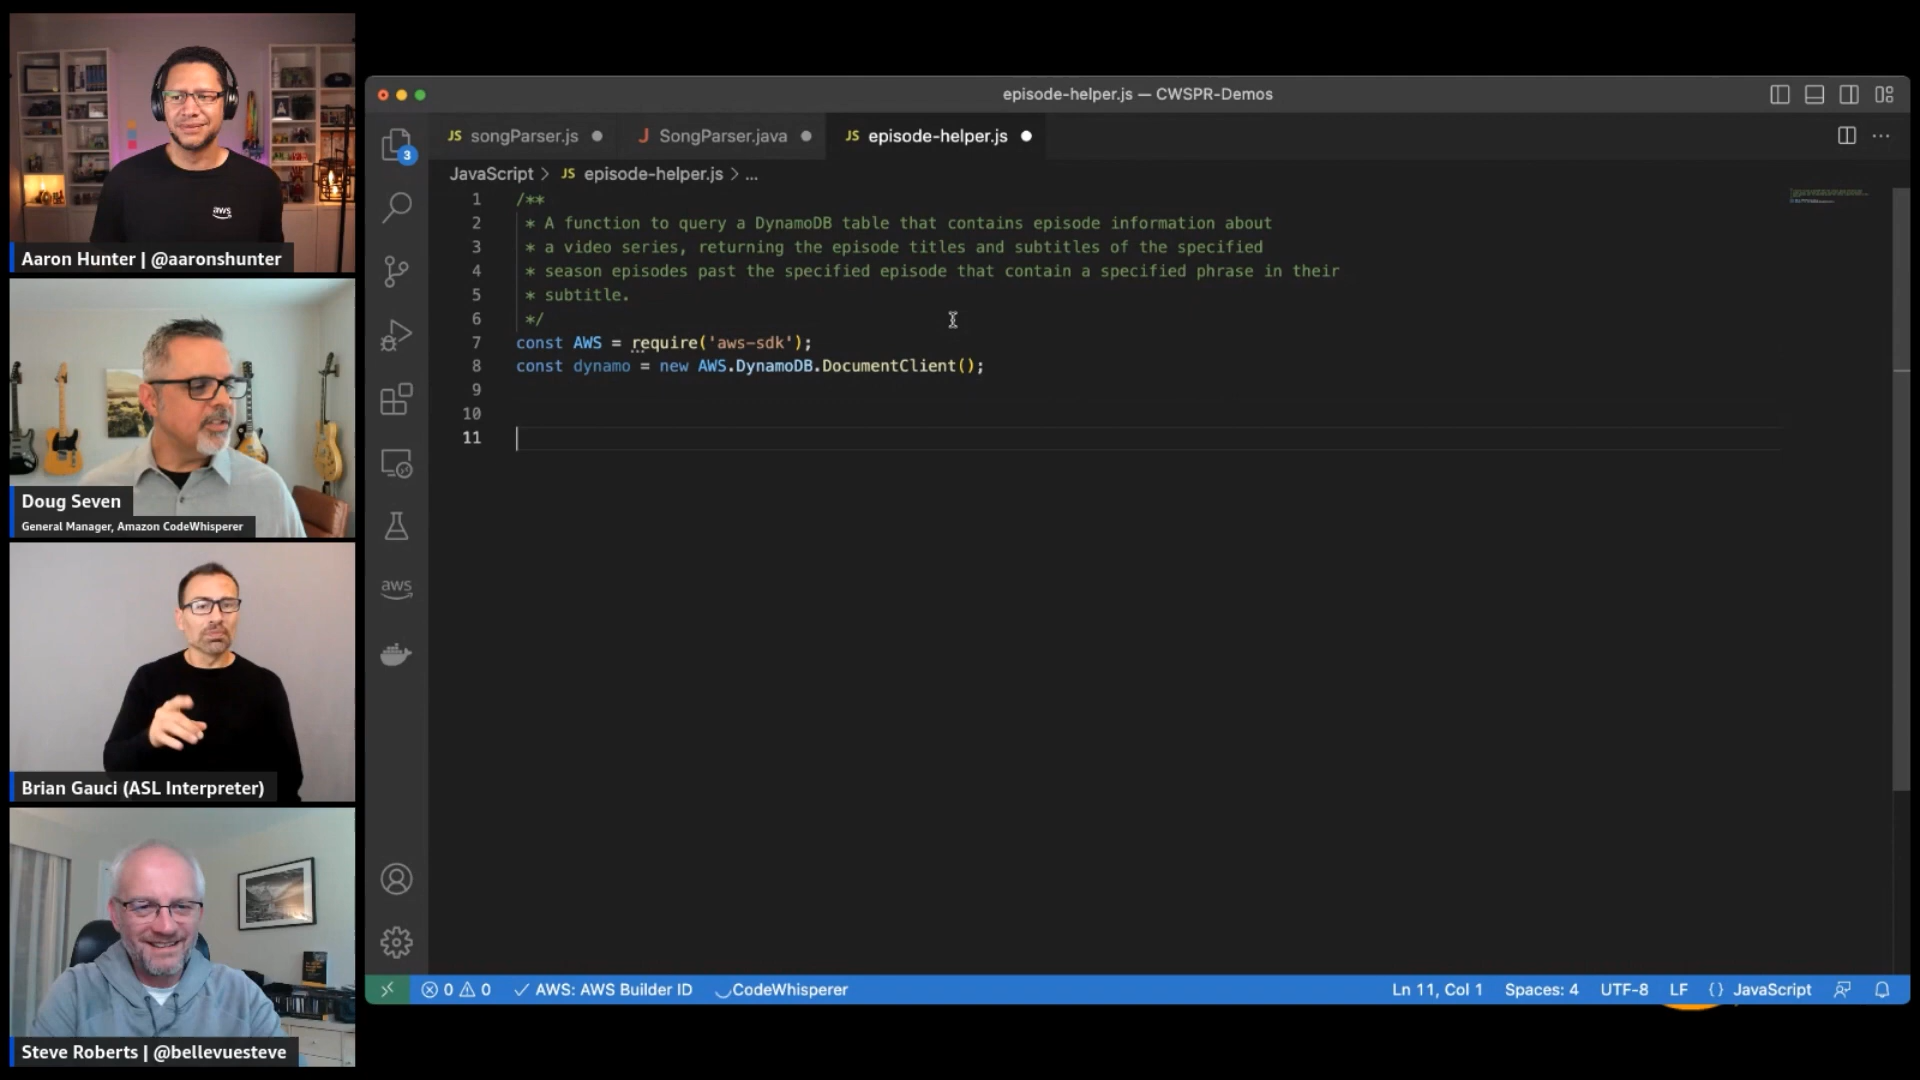 aws
Aaron Hunter | @aaronshunter
Doug Seven
General Manager, Amazon CodeWhisperer
Brian Gauci (ASL Interpreter)
Steve Roberts | @bellevuesteve
episode-helper.js — CWSPR-Demos
JS songParser.js
J SongParser.java
JS episode-helper.js
3
JavaScript > JS episode-helper.js > ...
1 /**
2 * A function to query a DynamoDB table that contains episode information about
3 * a video series, returning the episode titles and subtitles of the specified
4 * season episodes past the specified episode that contain a specified phrase in their
5 * subtitle.
6 */
7 const AWS = require('aws-sdk');
8 const dynamo = new AWS.DynamoDB.DocumentClient();
9
10
11
aws
0 0 AWS: AWS Builder ID CodeWhisperer Ln 11, Col 1 Spaces: 4 UTF-8 LF {} JavaScript